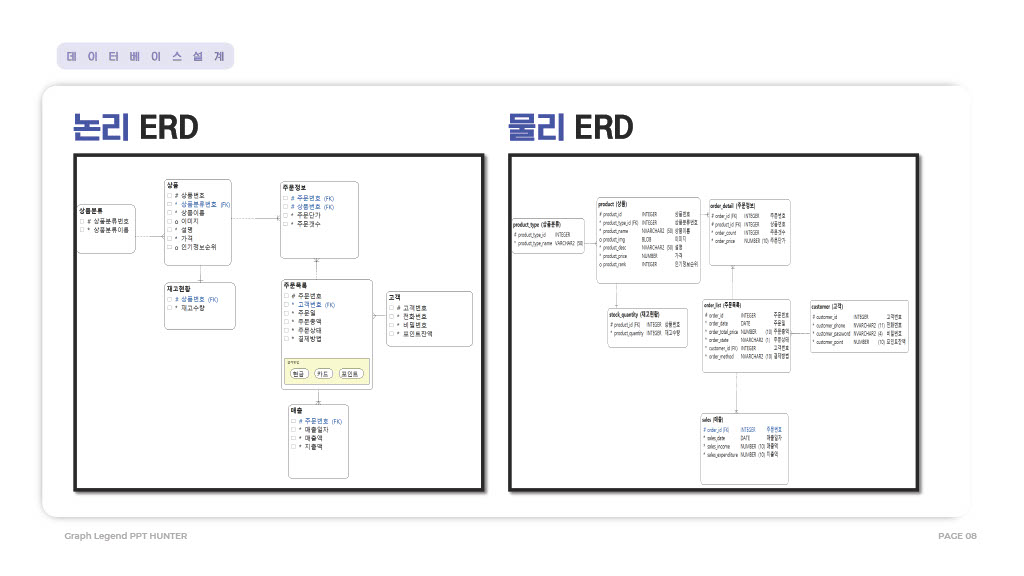 데 이 터 베 이 스 설 계
논리 ERD
상품분류
# 상품분류번호
* 상품분류이름
상품
# 상품번호
* 상품분류번호 (FK)
* 상품이름
o 이미지
* 설명
* 가격
o 인기정보순위
재고현황
# 상품번호 (FK)
* 재고수량
주문정보
# 주문번호 (FK)
# 상품번호 (FK)
* 주문단가
* 주문갯수
주문목록
# 주문번호
* 고객번호 (FK)
* 주문일
* 주문총액
* 주문상태
* 결제방법
현금 카드 포인트
고객
# 고객번호
* 전화번호
* 비밀번호
* 포인트잔액
매출
# 주문번호 (FK)
* 매출일자
* 매출액
* 지출액
물리 ERD
product_type (상품분류)
# product_type_id INTEGER
* product_type_name VARCHAR2 (50)
product (상품)
# product_id INTEGER 상품번호
* product_type_id (FK) INTEGER 상품분류번호
* product_name NVARCHAR2 (50) 상품이름
o product_img BLOB 이미지
* product_desc NVARCHAR2 (50) 설명
* product_price NUMBER 가격
o product_rank INTEGER 인기정보순위
order_detail (주문정보)
# order_id (FK) INTEGER 주문번호
# product_id (FK) INTEGER 상품번호
* order_count INTEGER 주문갯수
* order_price NUMBER (10) 주문단가
stock_quantity (재고현황)
# product_id (FK) INTEGER 상품번호
* product_quantity INTEGER 재고수량
order_list (주문목록)
# order_id INTEGER 주문번호
* order_date DATE 주문일
* order_total_price NUMBER (10) 주문총액
* order_state NVARCHAR2 (1) 주문상태
* customer_id (FK) INTEGER 고객번호
* order_method NVARCHAR2 (10) 결제방법
customer (고객)
# customer_id INTEGER 고객번호
* customer_phone NVARCHAR2 (11) 전화번호
* customer_password NVARCHAR2 (4) 비밀번호
* customer_point NUMBER (10) 포인트잔액
sales (매출)
# order_id (FK) INTEGER 주문번호
* sales_date DATE 매출일자
* sales_income NUMBER (10) 매출액
* sales_expenditure NUMBER (10) 지출액
Graph Legend PPT HUNTER
PAGE 08